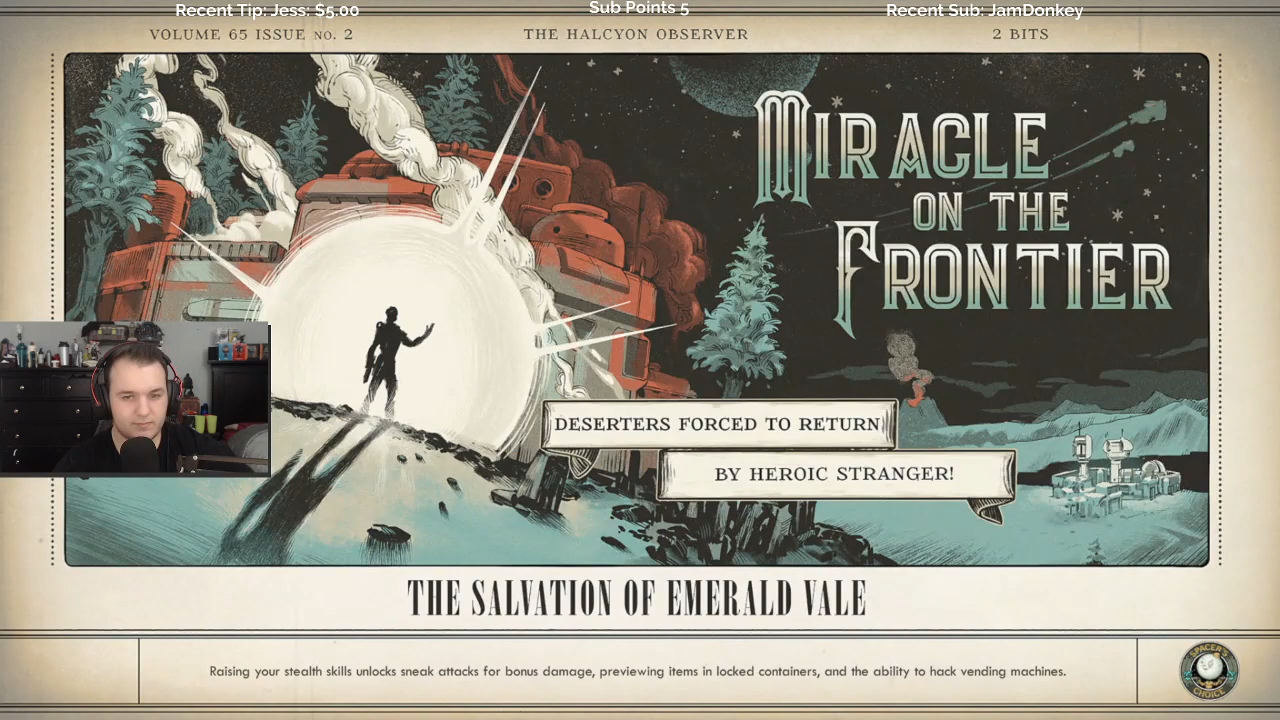 Recent Tip: Jess: $5.00
Sub Points 5
Recent Sub: JamDonkey
VOLUME 65 ISSUE NO. 2
THE HALCYON OBSERVER
2 BITS
MIRACLE
ON THE
FRONTIER
DESERTERS FORCED TO RETURN
BY HEROIC STRANGER!
THE SALVATION OF EMERALD VALE
Raising your stealth skills unlocks sneak attacks for bonus damage, previewing items in locked containers, and the ability to hack vending machines.
SPACER'S
CHOICE